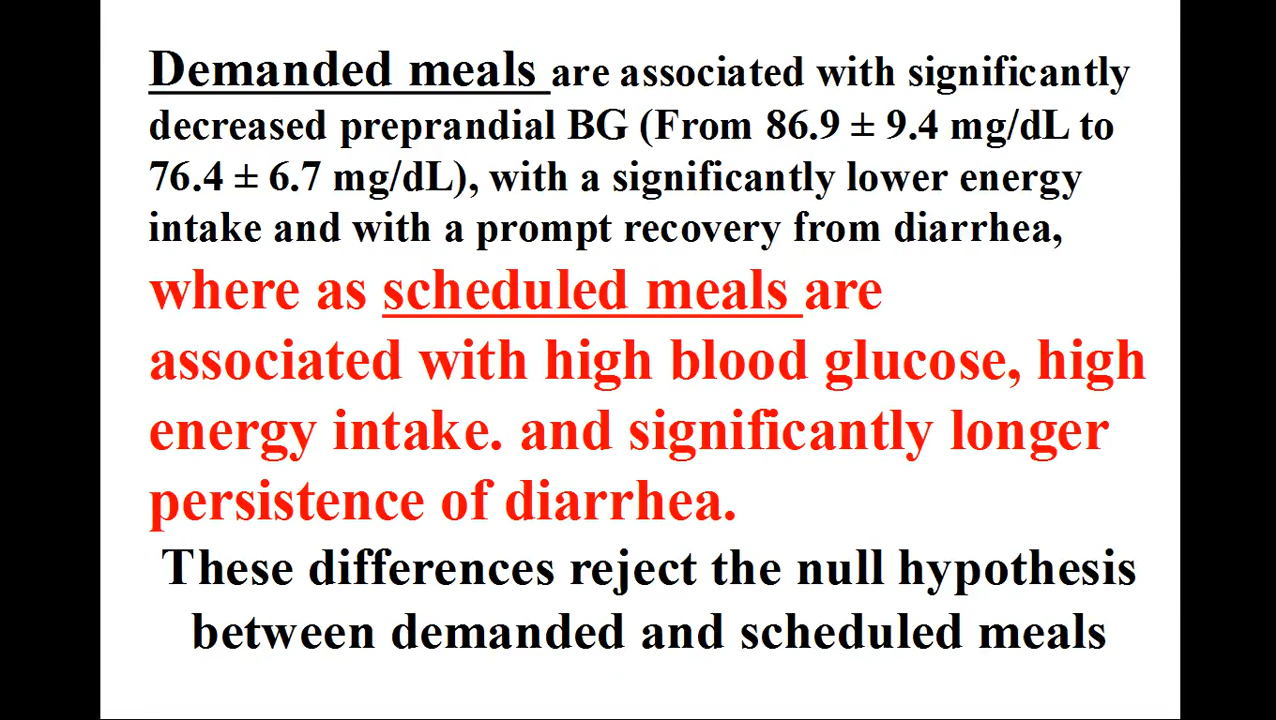 Demanded meals are associated with significantly
decreased preprandial BG (From 86.9 ± 9.4 mg/dL to
76.4 ± 6.7 mg/dL), with a significantly lower energy
intake and with a prompt recovery from diarrhea,
where as scheduled meals are
associated with high blood glucose, high
energy intake. and significantly longer
persistence of diarrhea.
These differences reject the null hypothesis
between demanded and scheduled meals